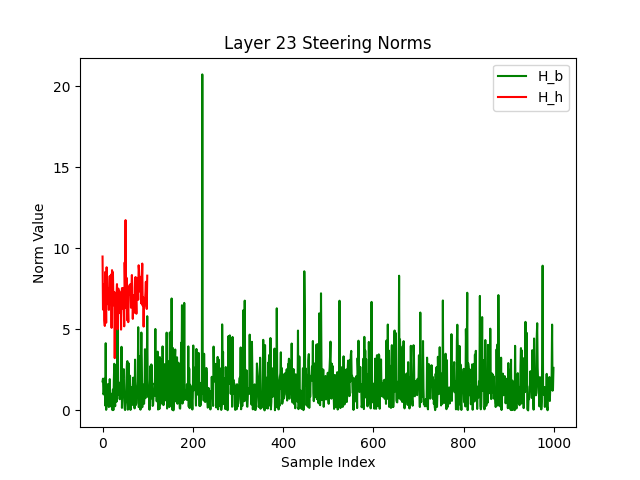 Layer 23 Steering Norms
H_b
H_h
Norm Value
20
15
10
5
0
0 200 400 600 800 1000
Sample Index